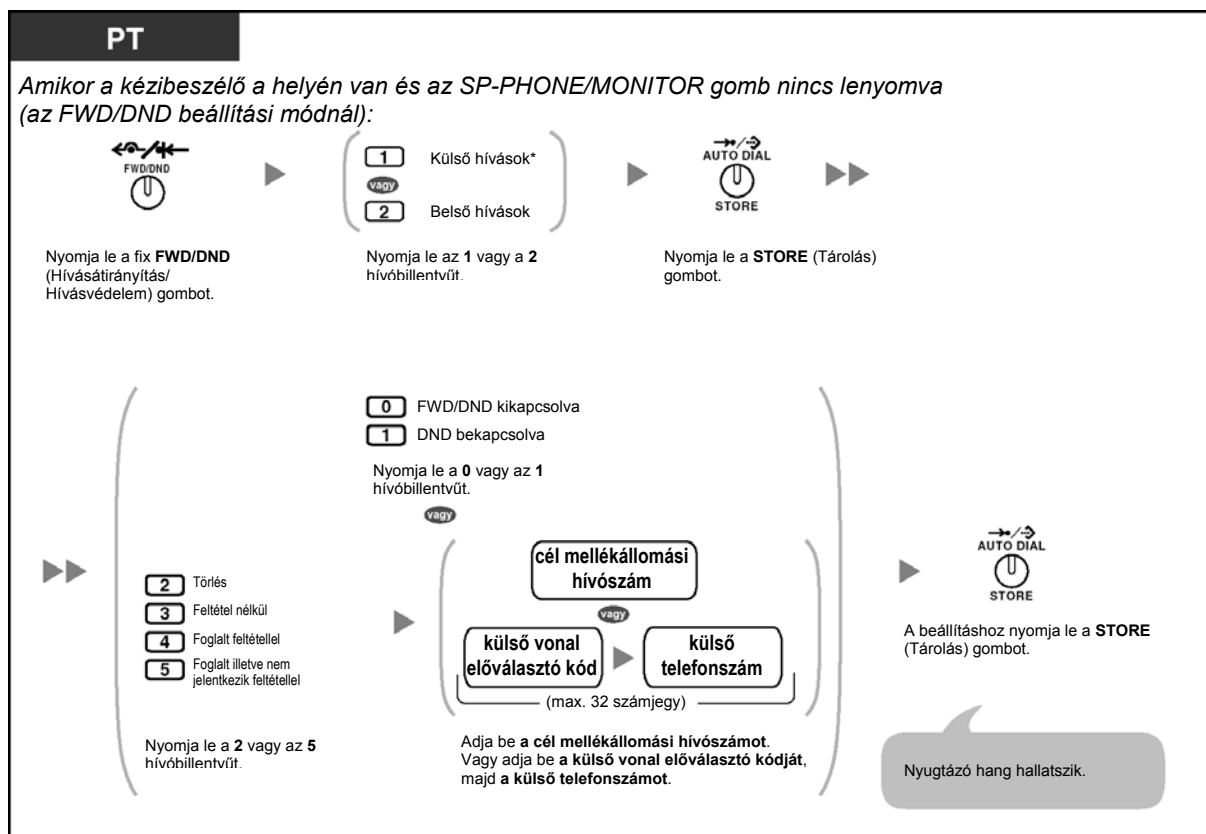 PT
Amikor a kézibeszélő a helyén van és az SP-PHONE/MONITOR gomb nincs lenyomva
(az FWD/DND beállítási módnál):
FWD/DND
1 Külső hívások*
vagy
2 Belső hívások
AUTO DIAL
STORE
Nyomja le a fix FWD/DND
(Hívásátirányítás/
Hívásvédelem) gombot.
Nyomja le az 1 vagy a 2
hívóbillentyűt.
Nyomja le a STORE (Tárolás)
gombot.
0 FWD/DND kikapcsolva
1 DND bekapcsolva
Nyomja le a 0 vagy az 1
hívóbillentyűt.
vagy
2 Törlés
3 Feltétel nélkül
4 Foglalt feltétellel
5 Foglalt illetve nem
jelentkezik feltétellel
Nyomja le a 2 vagy az 5
hívóbillentyűt.
cél mellékállomási
hívószám
vagy
külső vonal
előválasztó kód
külső
telefonszám
(max. 32 számjegy)
Adja be a cél mellékállomási hívószámot.
Vagy adja be a külső vonal előválasztó kódját,
majd a külső telefonszámot.
AUTO DIAL
STORE
A beállításhoz nyomja le a STORE
(Tárolás) gombot.
Nyugtázó hang hallatszik.